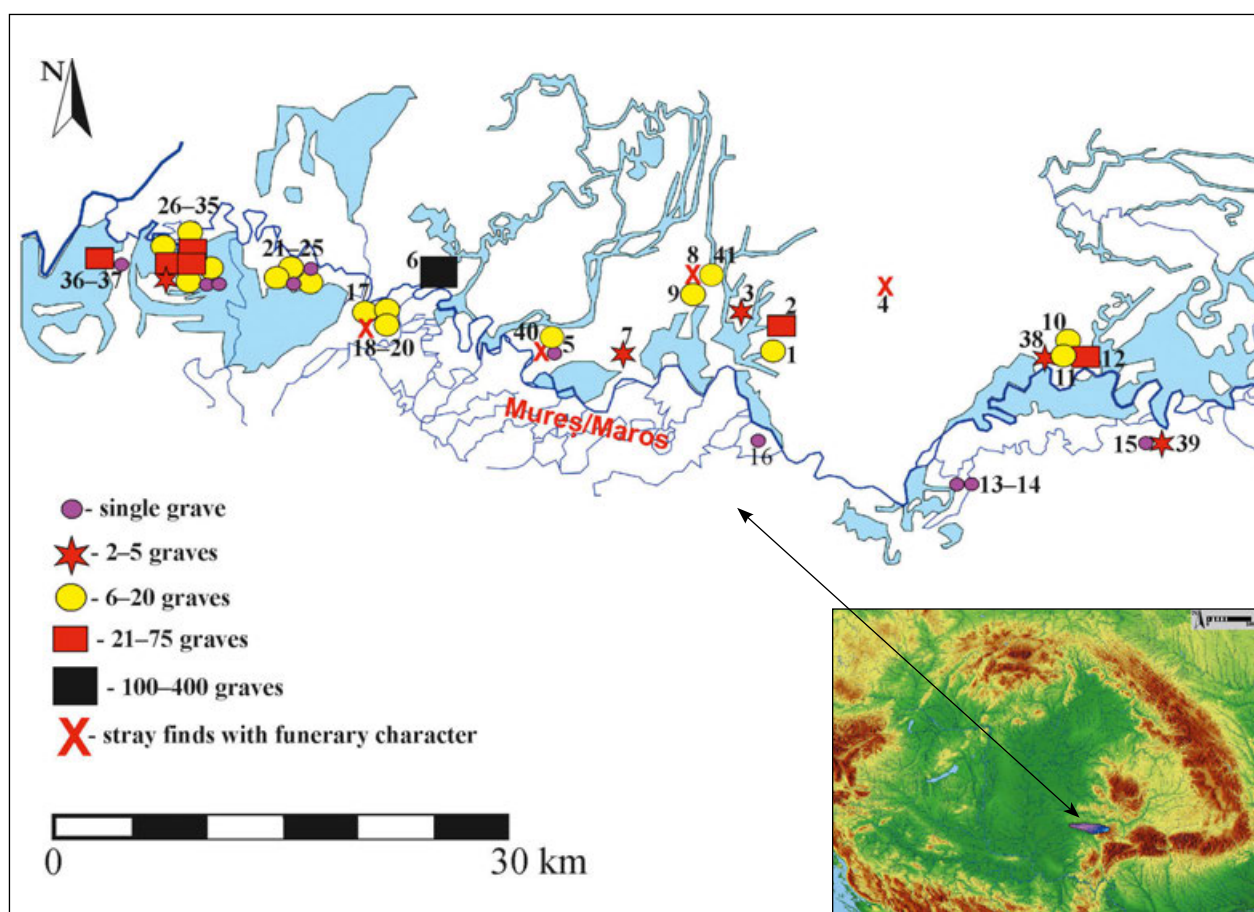 N
26–35
21–25
6
8
41
36–37
17
9
3
2
4
18–20
40
5
7
1
38
10
12
11
Mureş/Maros
16
15
39
13–14
- single grave
- 2–5 graves
- 6–20 graves
- 21–75 graves
- 100–400 graves
X - stray finds with funerary character
0
30 km